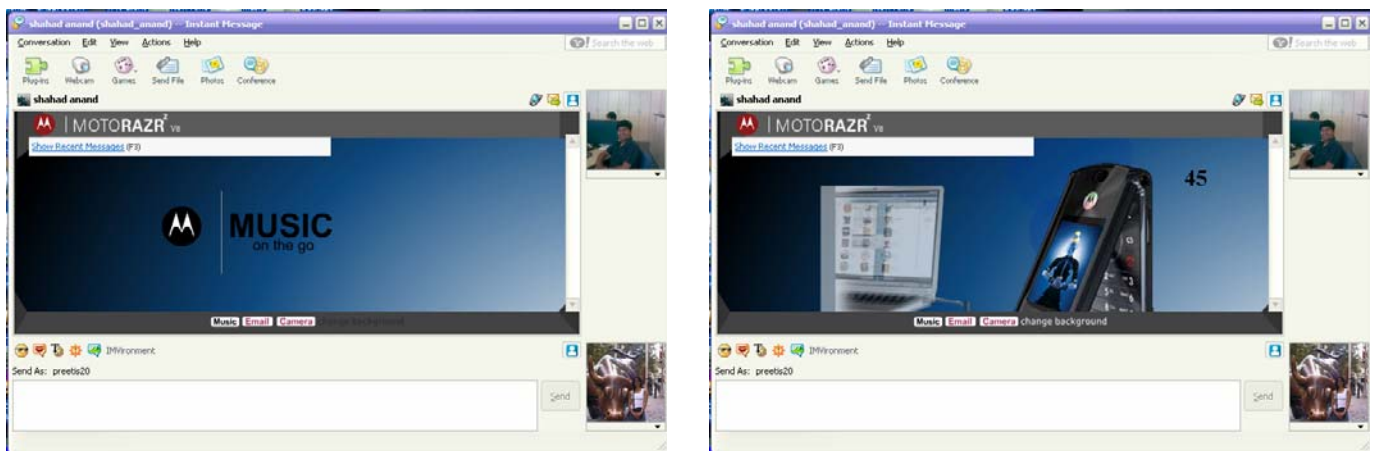 shahad anand (shahad_anand) -- Instant Message
Conversation Edit View Actions Help
Search the web
Plug-ins Webcam Games Send File Photos Conference
shahad anand
MOTORAZR² V8
Show Recent Messages (F3)
MUSIC
on the go
Music Email Camera change background
IMVironment
Send As: preetis20
Send
shahad anand (shahad_anand) -- Instant Message
Conversation Edit View Actions Help
Search the web
Plug-ins Webcam Games Send File Photos Conference
shahad anand
MOTORAZR² V8
Show Recent Messages (F3)
45
Music Email Camera change background
IMVironment
Send As: preetis20
Send